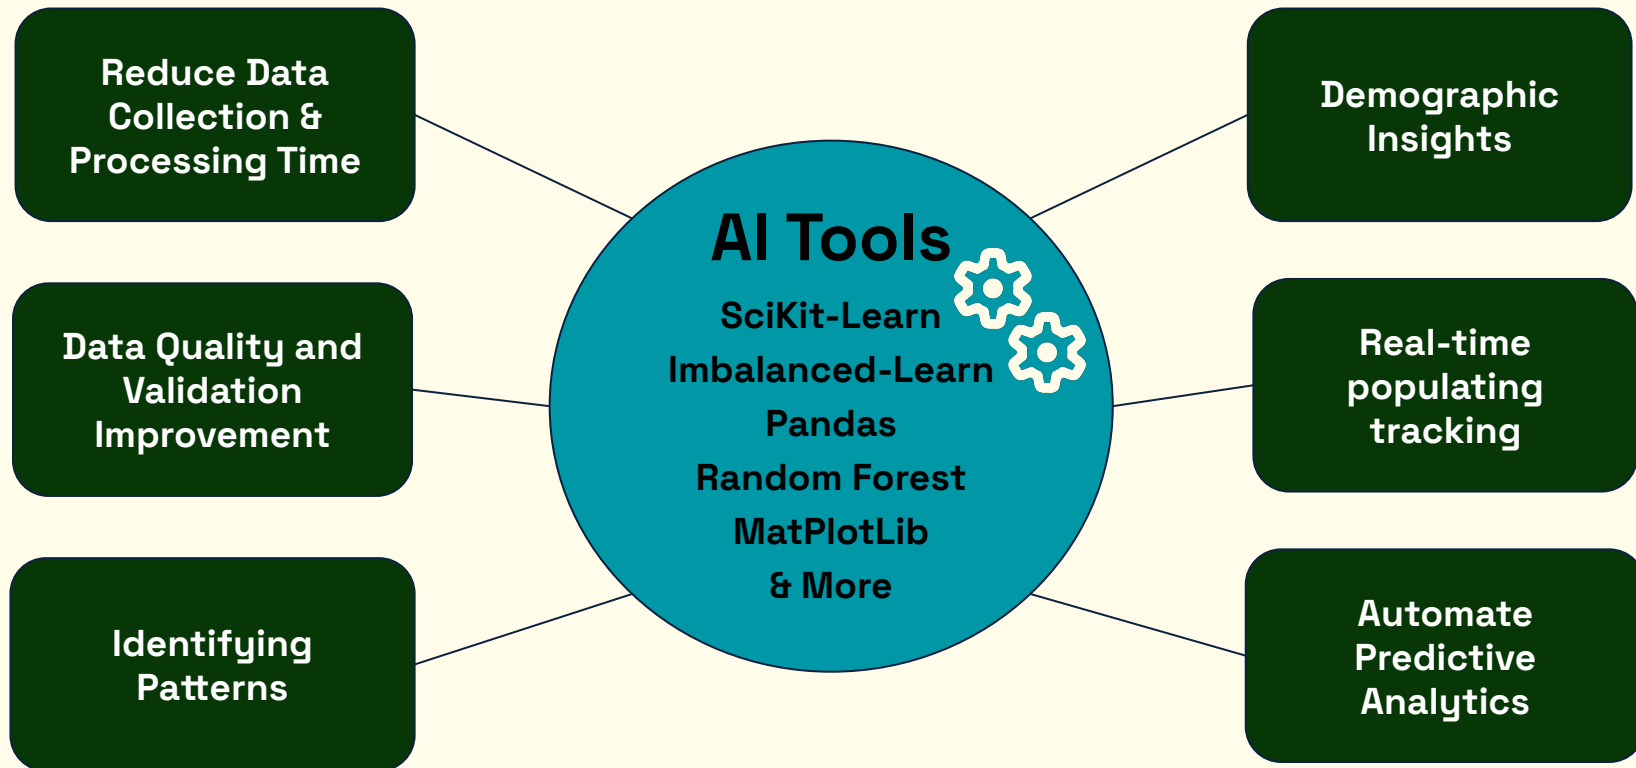 Reduce Data
Collection &
Processing Time
Data Quality and
Validation
Improvement
Identifying
Patterns
AI Tools
SciKit-Learn
Imbalanced-Learn
Pandas
Random Forest
MatPlotLib
& More
Demographic
Insights
Real-time
populating
tracking
Automate
Predictive
Analytics